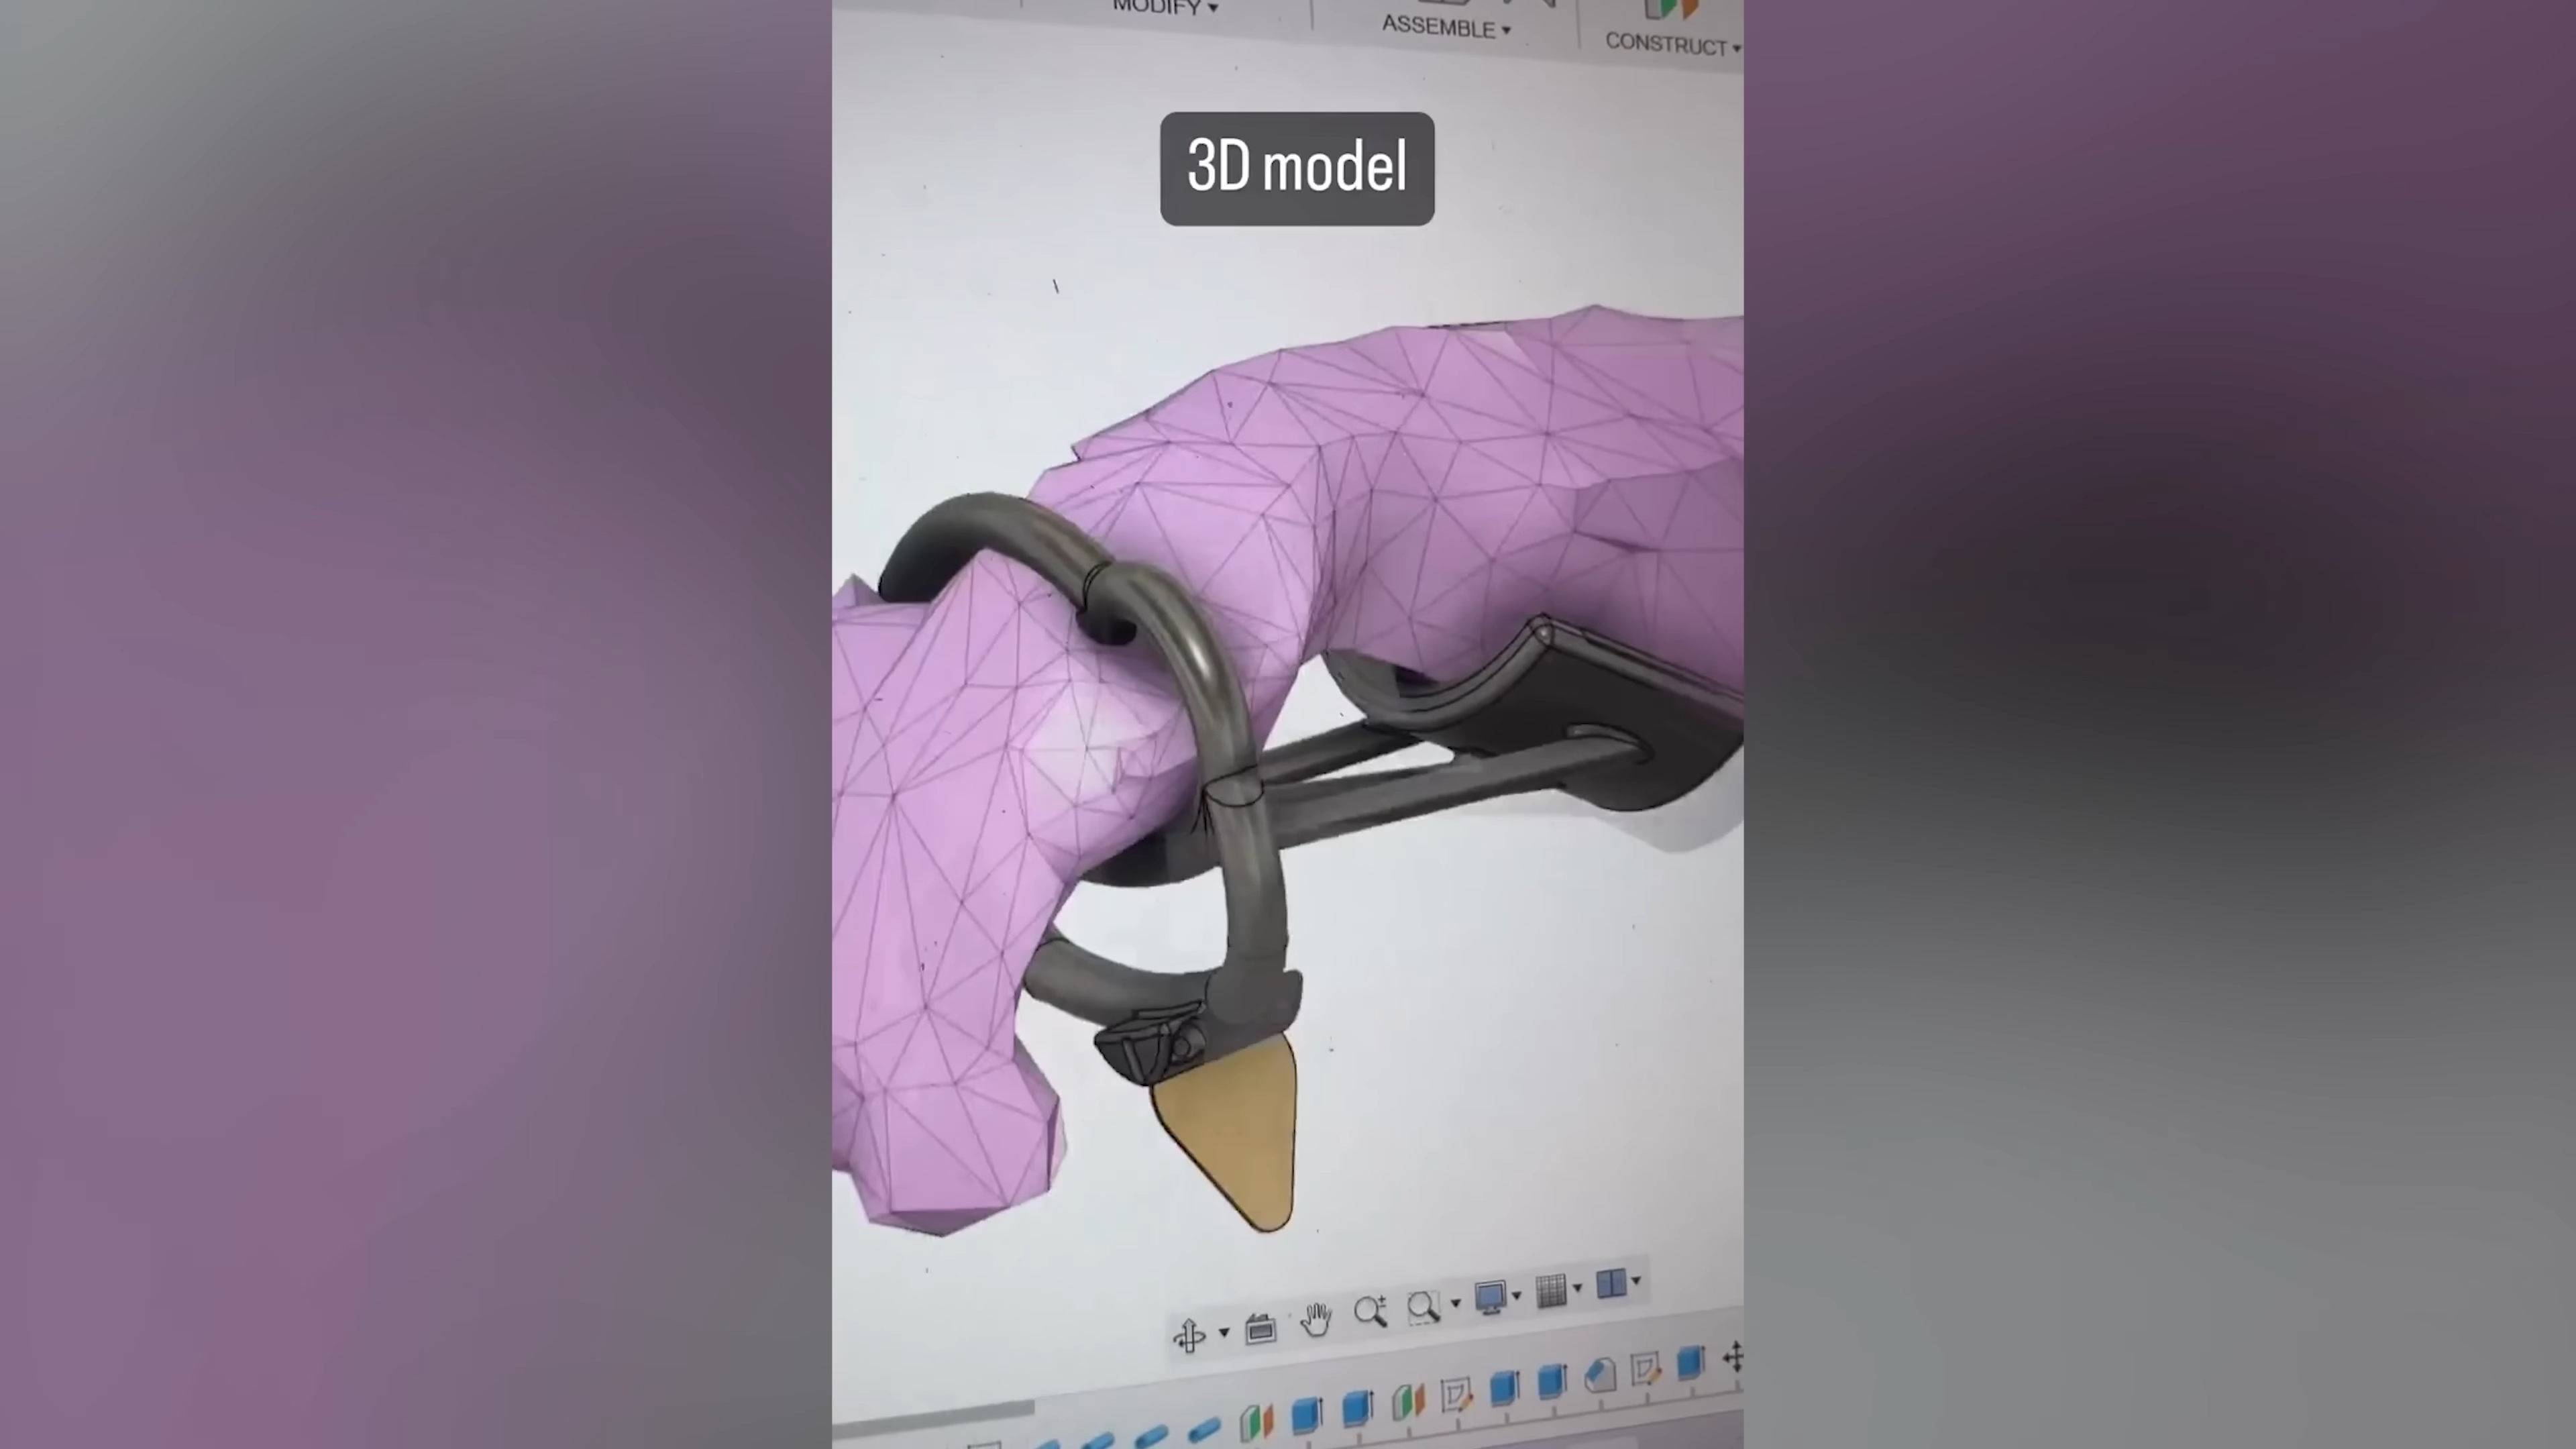 MODIFY ▾
ASSEMBLE ▾
CONSTRUCT ▾
3D model